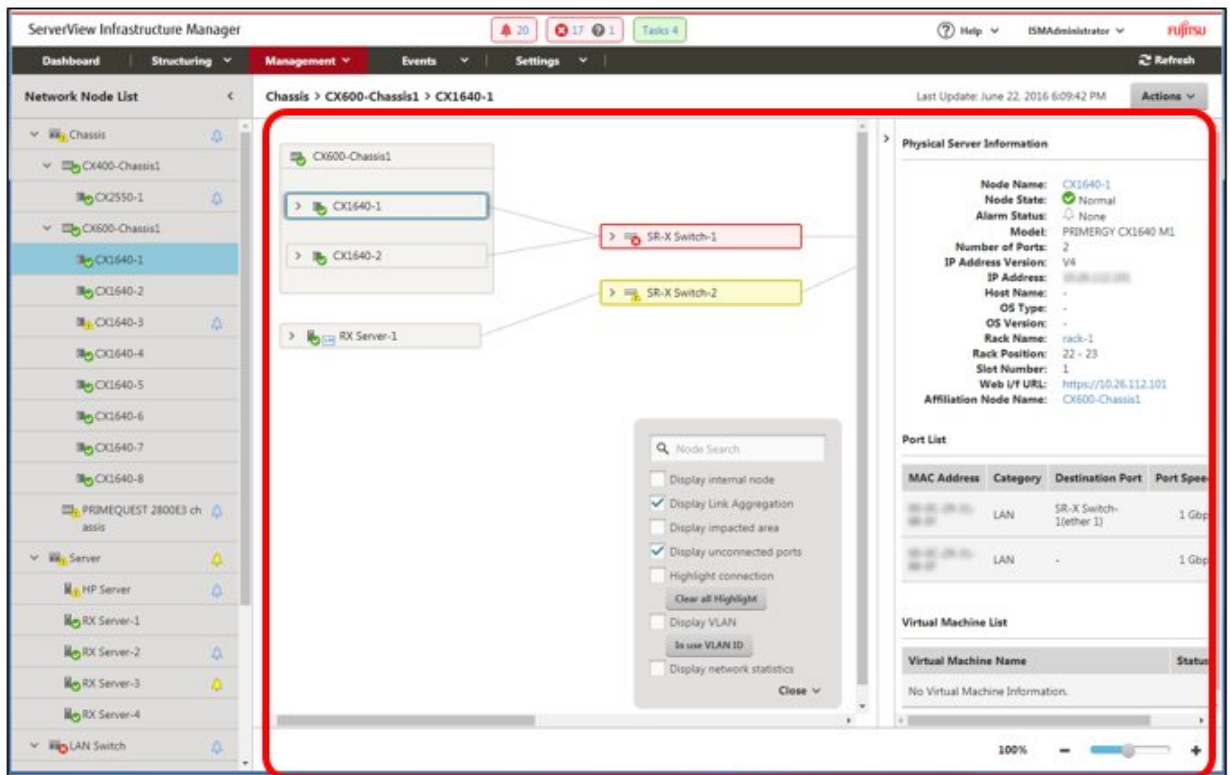 ServerView Infrastructure Manager
20
17
1
Tasks 4
Help
ISMAdministrator
FUJITSU
Dashboard
Structuring
Management
Events
Settings
Refresh
Network Node List
Chassis > CX600-Chassis1 > CX1640-1
Last Update: June 22, 2016 6:09:42 PM
Actions
Chassis
CX400-Chassis1
CX2550-1
CX600-Chassis1
CX1640-1
CX1640-2
CX1640-3
CX1640-4
CX1640-5
CX1640-6
CX1640-7
CX1640-8
PRIMEQUEST 2800E3 ch
assis
Server
HP Server
RX Server-1
RX Server-2
RX Server-3
RX Server-4
LAN Switch
CX600-Chassis1
CX1640-1
CX1640-2
RX Server-1
SR-X Switch-1
SR-X Switch-2
Node Search
Display internal node
Display Link Aggregation
Display impacted area
Display unconnected ports
Highlight connection
Clear all Highlight
Display VLAN
In use VLAN ID
Display network statistics
Close
Physical Server Information
Node Name: CX1640-1
Node State: Normal
Alarm Status: None
Model: PRIMERGY CX1640 M1
Number of Ports: 2
IP Address Version: V4
IP Address:
Host Name: -
OS Type: -
OS Version: -
Rack Name: rack-1
Rack Position: 22 - 23
Slot Number: 1
Web i/f URL: https://10.26.112.101
Affiliation Node Name: CX600-Chassis1
Port List
MAC Address Category Destination Port Port Spee
LAN SR-X Switch-
1(ether 1) 1 Gbp
LAN - 1 Gbp
Virtual Machine List
Virtual Machine Name Status
No Virtual Machine Information.
100% - +